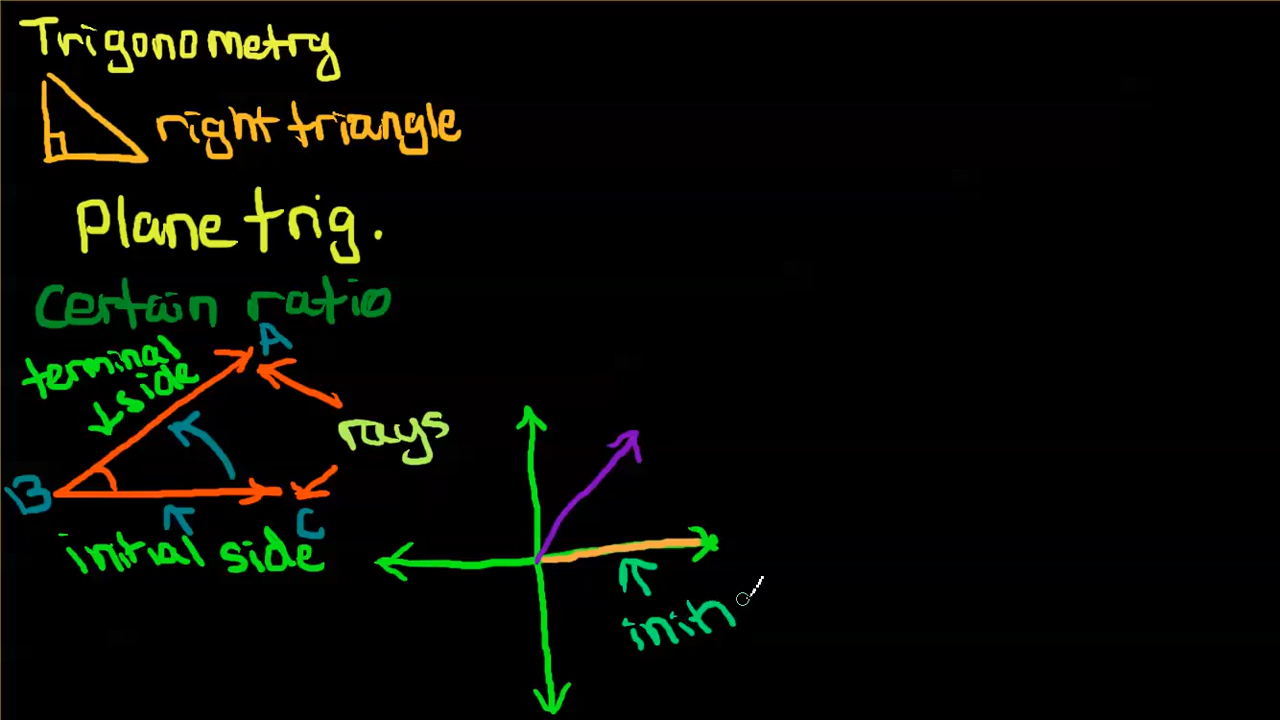 Trigonometry
right triangle
Plane trig.
Certain ratio
A
terminal
side
rays
B
C
initial side
initi